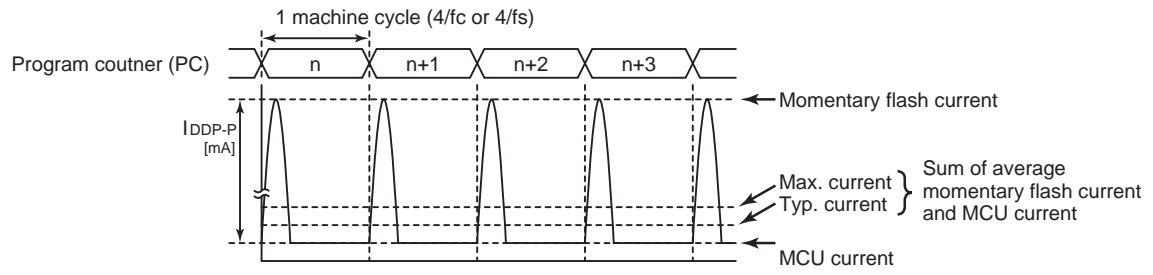 1 machine cycle (4/fc or 4/fs)
Program coutner (PC)
n
n+1
n+2
n+3
Momentary flash current
IDDP-P
[mA]
Max. current
Typ. current
Sum of average
momentary flash current
and MCU current
MCU current